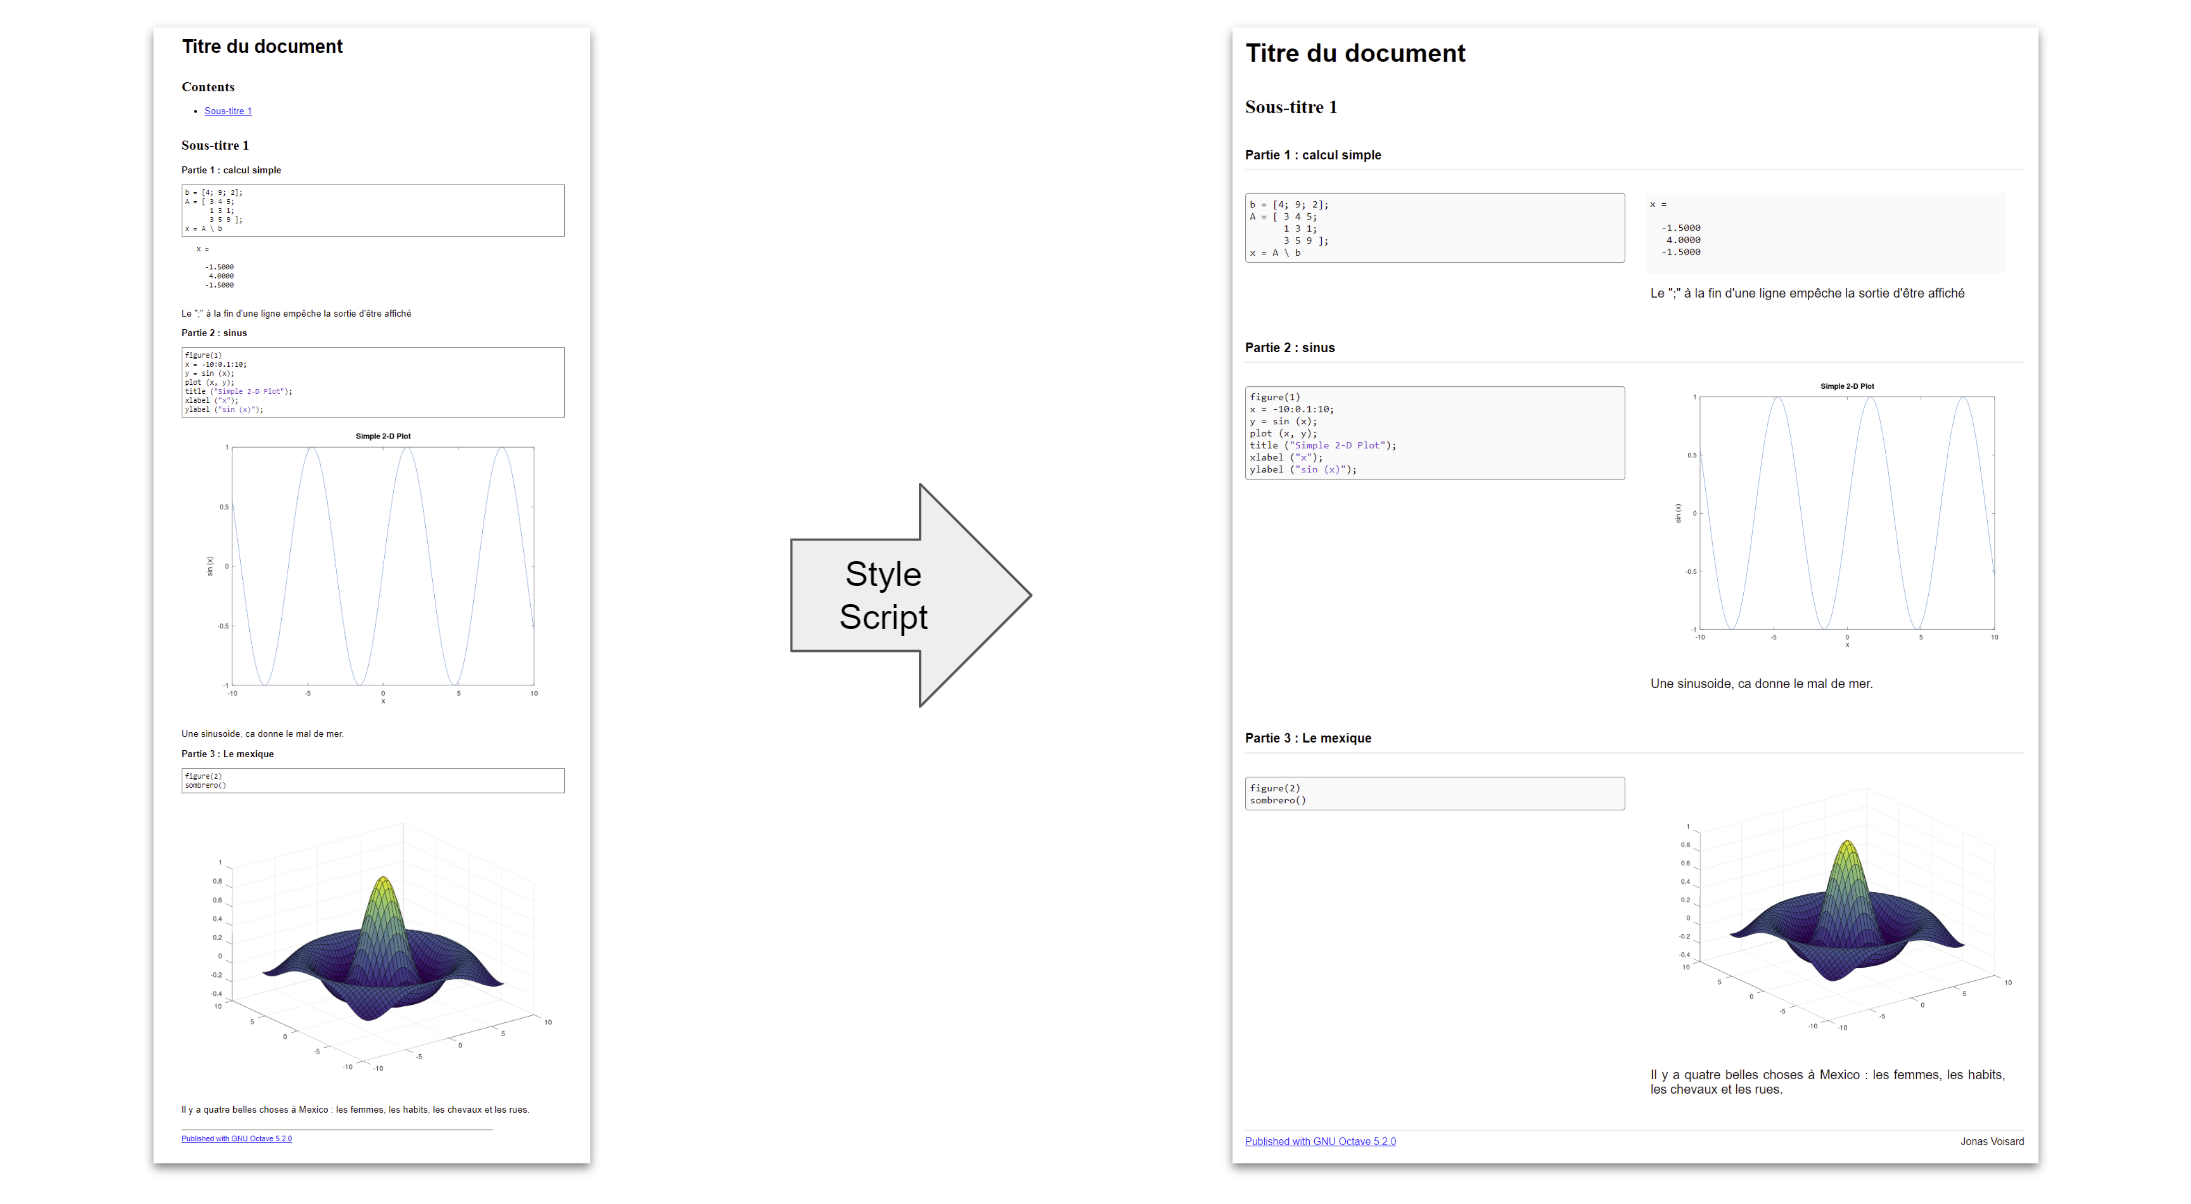 Titre du document
Contents
• Sous-titre 1
Sous-titre 1
Partie 1 : calcul simple
b = [4; 9; 2];
A = [ 3 4 5;
1 3 1;
3 5 9 ];
x = A \ b
x =
-1.5000
4.0000
-1.5000
Le ";" à la fin d'une ligne empêche la sortie d'être affiché
Partie 2 : sinus
figure(1)
x = -10:0.1:10;
y = sin (x);
plot (x, y);
title ("Simple 2-D Plot");
xlabel ("x");
ylabel ("sin (x)");
Simple 2-D Plot
1
0.5
sin (x)
0
-0.5
-1
-10 -5 0 5 10
x
Une sinusoide, ca donne le mal de mer.
Partie 3 : Le mexique
figure(2)
sombrero()
1
0.8
0.6
0.4
0.2
0
-0.2
-0.4
10
5
0
-5
-10
-10
-5
0
5
10
Il y a quatre belles choses à Mexico : les femmes, les habits, les chevaux et les rues.
Published with GNU Octave 5.2.0
Style
Script
Titre du document
Sous-titre 1
Partie 1 : calcul simple
b = [4; 9; 2];
A = [ 3 4 5;
1 3 1;
3 5 9 ];
x = A \ b
x =
-1.5000
4.0000
-1.5000
Le ";" à la fin d'une ligne empêche la sortie d'être affiché
Partie 2 : sinus
figure(1)
x = -10:0.1:10;
y = sin (x);
plot (x, y);
title ("Simple 2-D Plot");
xlabel ("x");
ylabel ("sin (x)");
Simple 2-D Plot
1
0.5
sin (x)
0
-0.5
-1
-10 -5 0 5 10
x
Une sinusoide, ca donne le mal de mer.
Partie 3 : Le mexique
figure(2)
sombrero()
1
0.8
0.6
0.4
0.2
0
-0.2
-0.4
10
5
0
-5
-10
-10
-5
0
5
10
Il y a quatre belles choses à Mexico : les femmes, les habits,
les chevaux et les rues.
Published with GNU Octave 5.2.0
Jonas Voisard